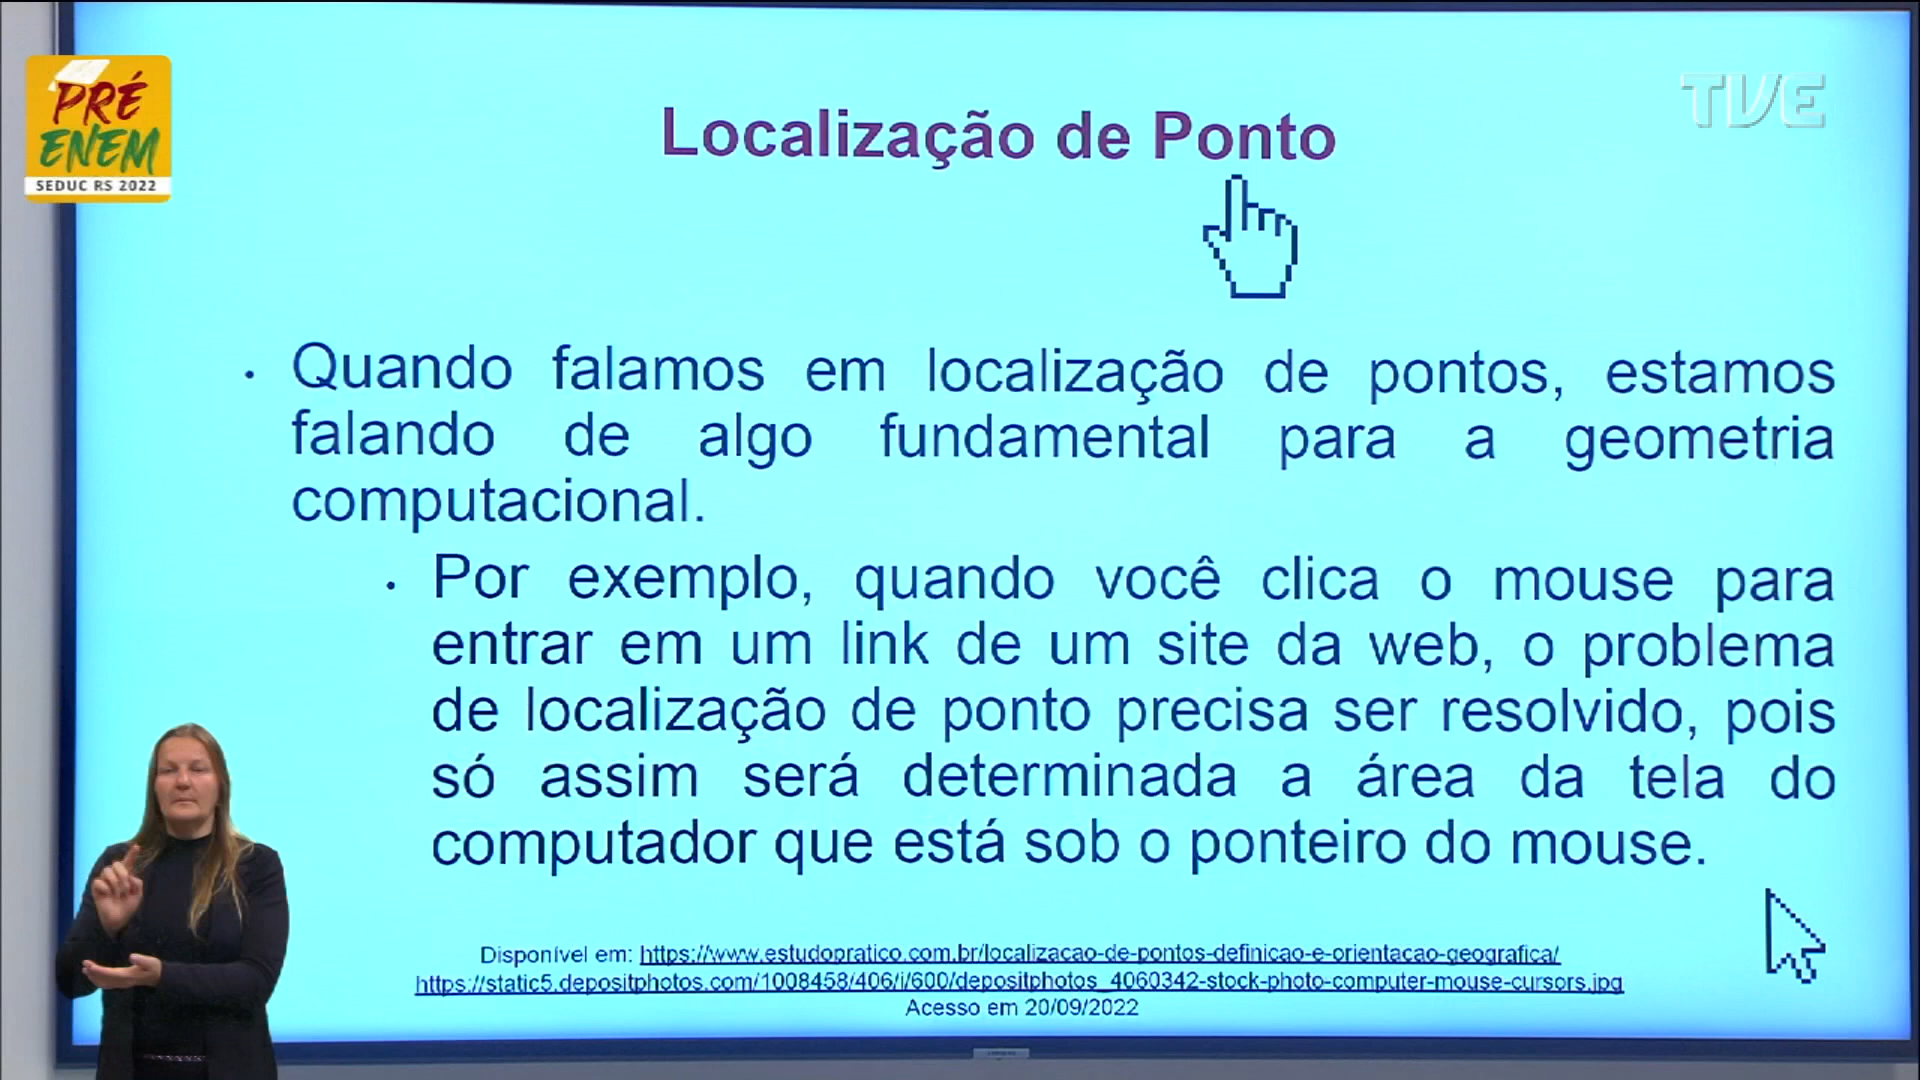 PRÉ
ENEM
SEDUC RS 2022
TVE
Localização de Ponto
• Quando falamos em localização de pontos, estamos
falando de algo fundamental para a geometria
computacional.
• Por exemplo, quando você clica o mouse para
entrar em um link de um site da web, o problema
de localização de ponto precisa ser resolvido, pois
só assim será determinada a área da tela do
computador que está sob o ponteiro do mouse.
Disponível em: https://www.estudopratico.com.br/localizacao-de-pontos-definicao-e-orientacao-geografica/
https://static5.depositphotos.com/1008458/406/i/600/depositphotos_4060342-stock-photo-computer-mouse-cursors.jpg
Acesso em 20/09/2022